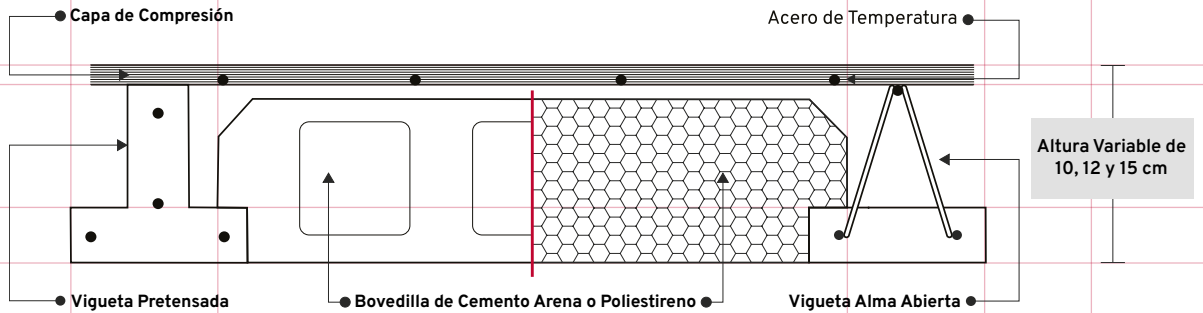 Capa de Compresión
Acero de Temperatura
Altura Variable de
10, 12 y 15 cm
Vigueta Pretensada
Bovedilla de Cemento Arena o Poliestireno
Vigueta Alma Abierta